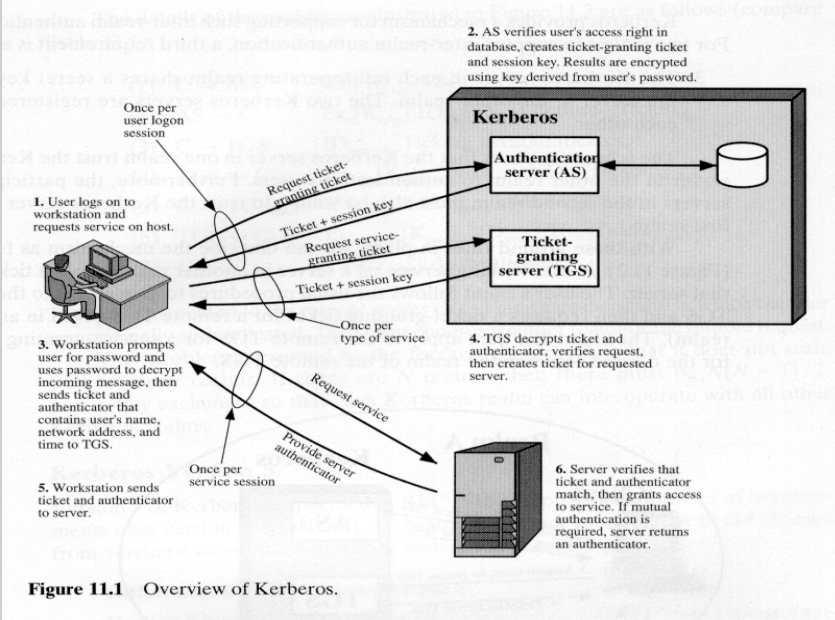 2. AS verifies user's access right in
database, creates ticket-granting ticket
and session key. Results are encrypted
using key derived from user's password.
Once per
user logon
session
Kerberos
Authentication
server (AS)
Request ticket-
granting ticket
Ticket + session key
1. User logs on to
workstation and
requests service on host.
Request service-
granting ticket
Ticket-
granting
server (TGS)
Ticket + session key
Once per
type of service
4. TGS decrypts ticket and
authenticator, verifies request,
then creates ticket for requested
server.
3. Workstation prompts
user for password and
uses password to decrypt
incoming message, then
sends ticket and
authenticator that
contains user's name,
network address, and
time to TGS.
Request service
Provide server
authenticator
Once per
service session
5. Workstation sends
ticket and authenticator
to server.
6. Server verifies that
ticket and authenticator
match, then grants access
to service. If mutual
authentication is
required, server returns
an authenticator.
Figure 11.1 Overview of Kerberos.